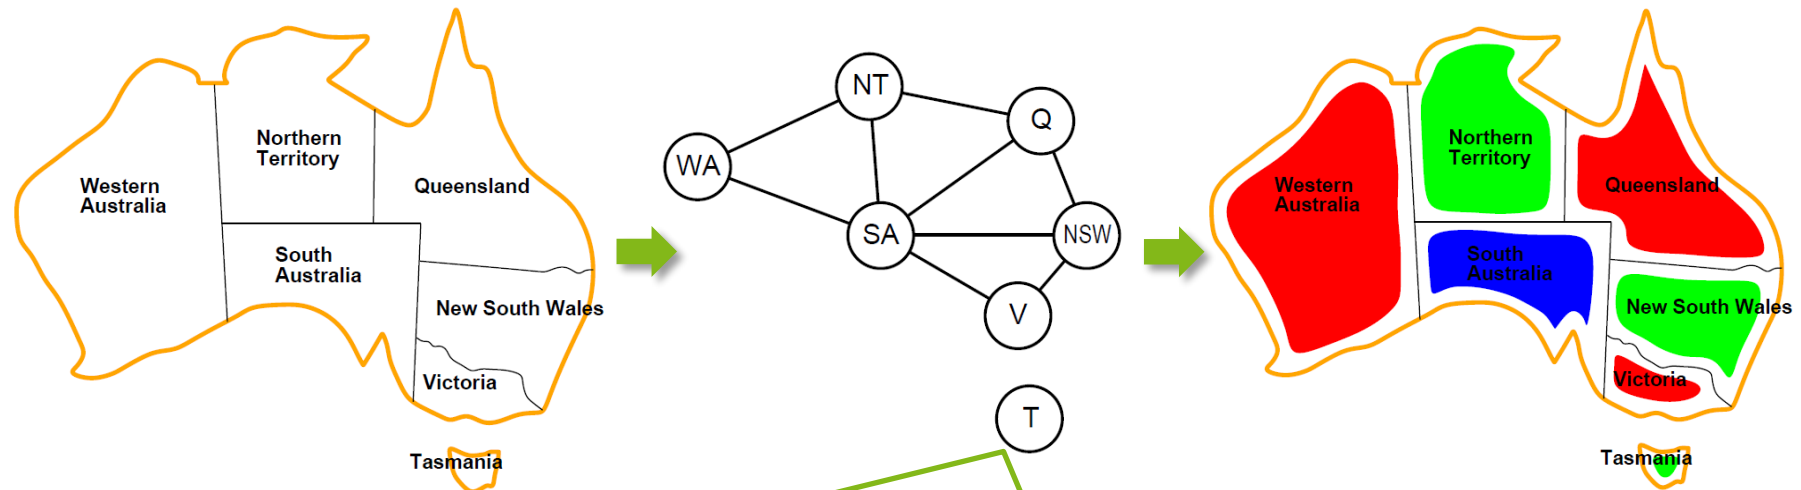 Western
Australia
Northern
Territory
Queensland
South
Australia
New South Wales
Victoria
Tasmania
NT
Q
WA
SA
NSW
V
T
Western
Australia
Northern
Territory
Queensland
South
Australia
New South Wales
Victoria
Tasmania